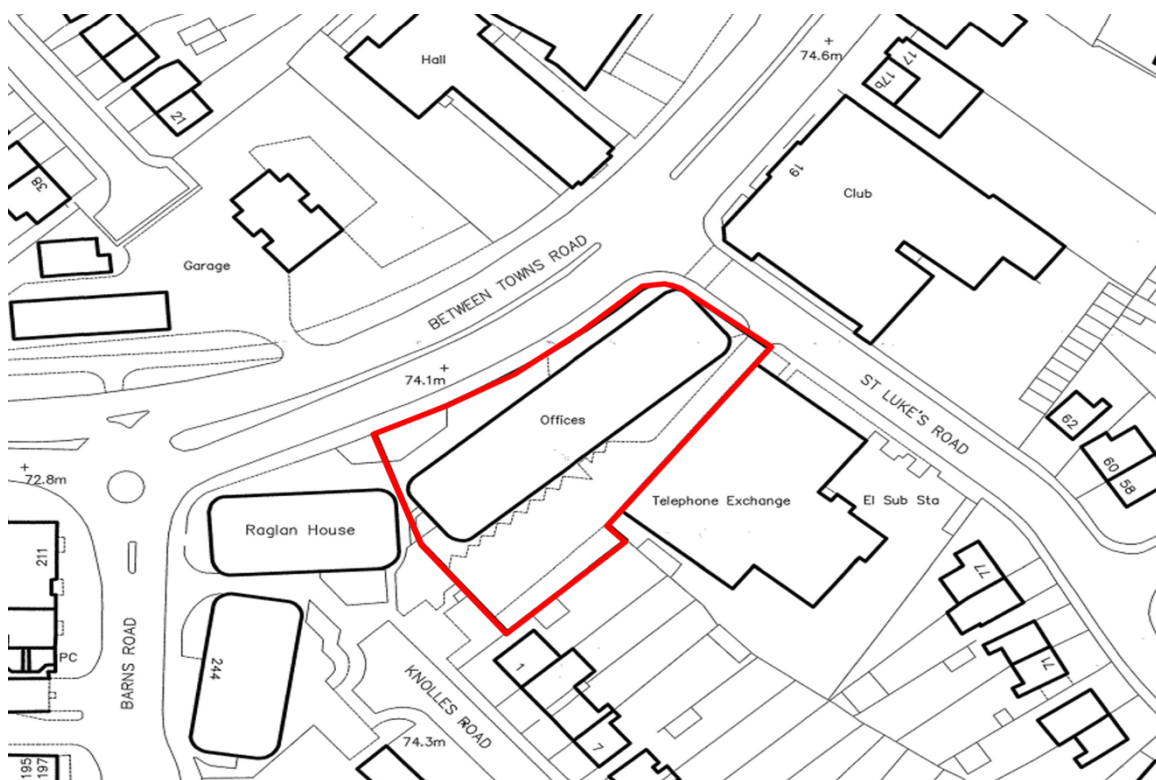 Hall
74.6m
17
17b
21
38
19
Club
Garage
BETWEEN TOWNS ROAD
74.1m
ST LUKE'S ROAD
Offices
62
60
58
72.8m
Telephone Exchange
El Sub Sta
Raglan House
211
77
PC
BARNS ROAD
244
1
71
KNOLLES ROAD
74.3m
7
195
197